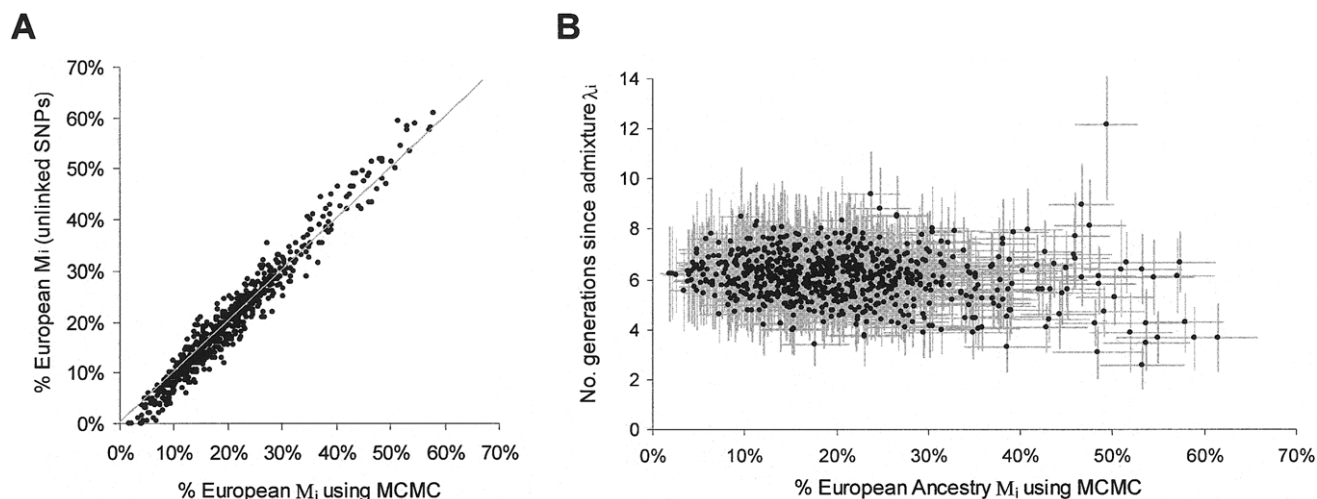 A
B
% European Mi (unlinked SNPs)
70%
60%
50%
40%
30%
20%
10%
0%
0% 10% 20% 30% 40% 50% 60% 70%
% European Mi using MCMC
No. generations since admixture λi
14
12
10
8
6
4
2
0
0% 10% 20% 30% 40% 50% 60% 70%
% European Ancestry Mi using MCMC